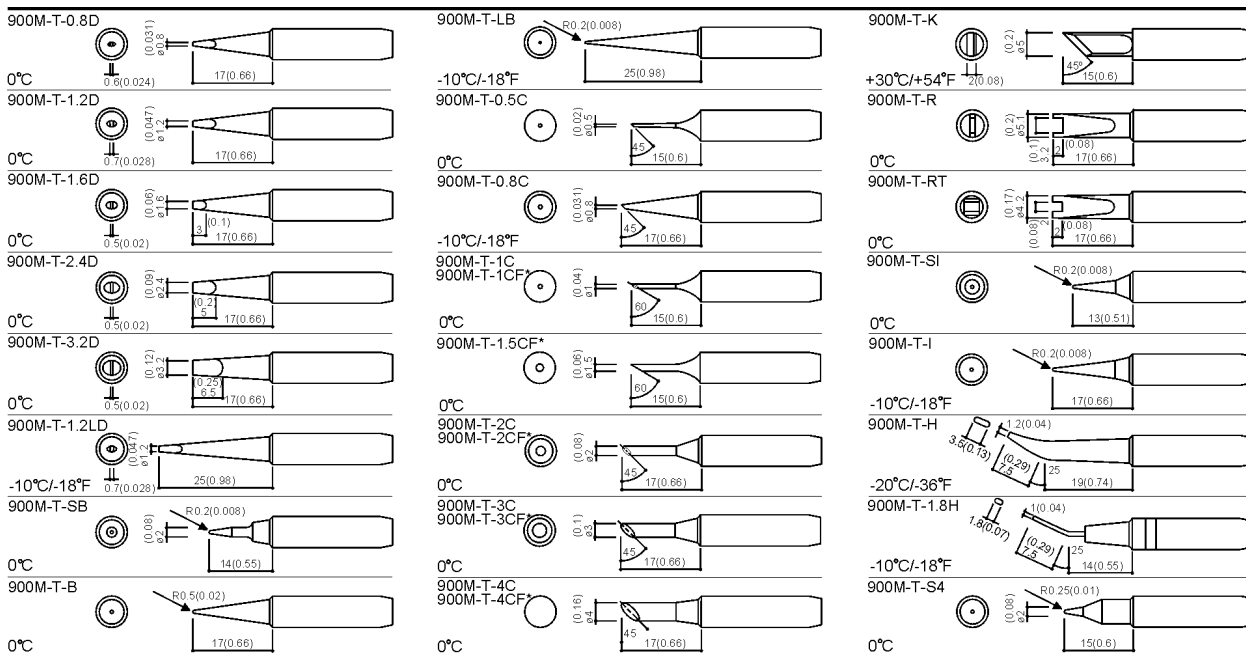 900M-T-0.8D
(0.031)
ø0.8
0.6(0.024)
17(0.66)
0°C
900M-T-1.2D
(0.047)
ø1.2
0.7(0.028)
17(0.66)
0°C
900M-T-1.6D
(0.06)
ø1.6
(0.1)
3
0.5(0.02)
17(0.66)
0°C
900M-T-2.4D
(0.09)
ø2.4
(0.2)
5
0.5(0.02)
17(0.66)
0°C
900M-T-3.2D
(0.12)
ø3.2
(0.25)
6.5
0.5(0.02)
17(0.66)
0°C
900M-T-1.2LD
(0.047)
ø1.2
0.7(0.028)
25(0.98)
-10°C/-18°F
900M-T-SB
R0.2(0.008)
(0.08)
ø2
14(0.55)
0°C
900M-T-B
R0.5(0.02)
17(0.66)
0°C
900M-T-LB
R0.2(0.008)
25(0.98)
-10°C/-18°F
900M-T-0.5C
(0.02)
ø0.5
45
15(0.6)
0°C
900M-T-0.8C
(0.031)
ø0.8
45
17(0.66)
-10°C/-18°F
900M-T-1C
900M-T-1CF*
(0.04)
ø1
60
15(0.6)
0°C
900M-T-1.5CF*
(0.06)
ø1.5
60
15(0.6)
0°C
900M-T-2C
900M-T-2CF*
(0.08)
ø2
45
17(0.66)
0°C
900M-T-3C
900M-T-3CF*
(0.1)
ø3
45
17(0.66)
0°C
900M-T-4C
900M-T-4CF*
(0.16)
ø4
45
17(0.66)
0°C
900M-T-K
(0.2)
ø5
45°
2(0.08)
15(0.6)
+30°C/+54°F
900M-T-R
(0.2)
ø5.1
(0.1)
3.2
2
(0.08)
17(0.66)
0°C
900M-T-RT
(0.17)
ø4.2
(0.08)
2
2
(0.08)
17(0.66)
0°C
900M-T-SI
R0.2(0.008)
13(0.51)
0°C
900M-T-I
R0.2(0.008)
17(0.66)
-10°C/-18°F
900M-T-H
1.2(0.04)
3.5(0.13)
(0.29)
7.5
25
19(0.74)
-20°C/-36°F
900M-T-1.8H
1(0.04)
1.8(0.07)
(0.29)
7.5
25
14(0.55)
-10°C/-18°F
900M-T-S4
R0.25(0.01)
(0.08)
ø2
15(0.6)
0°C